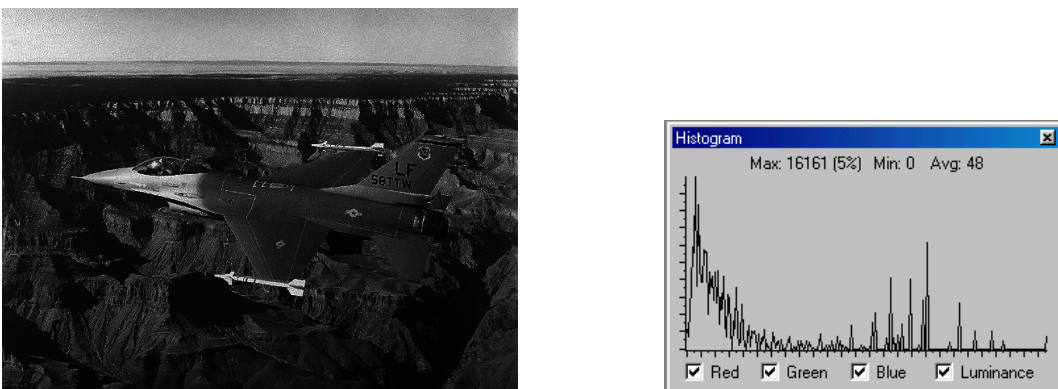 LF
58TTW
Histogram
Max: 16161 (5%) Min: 0 Avg: 48
Red Green Blue Luminance